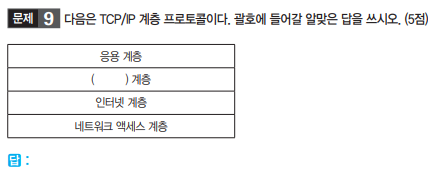 문제 9 다음은 TCP/IP 계층 프로토콜이다. 괄호에 들어갈 알맞은 답을 쓰시오. (5점)
응용 계층
( ) 계층
인터넷 계층
네트워크 액세스 계층
답 :